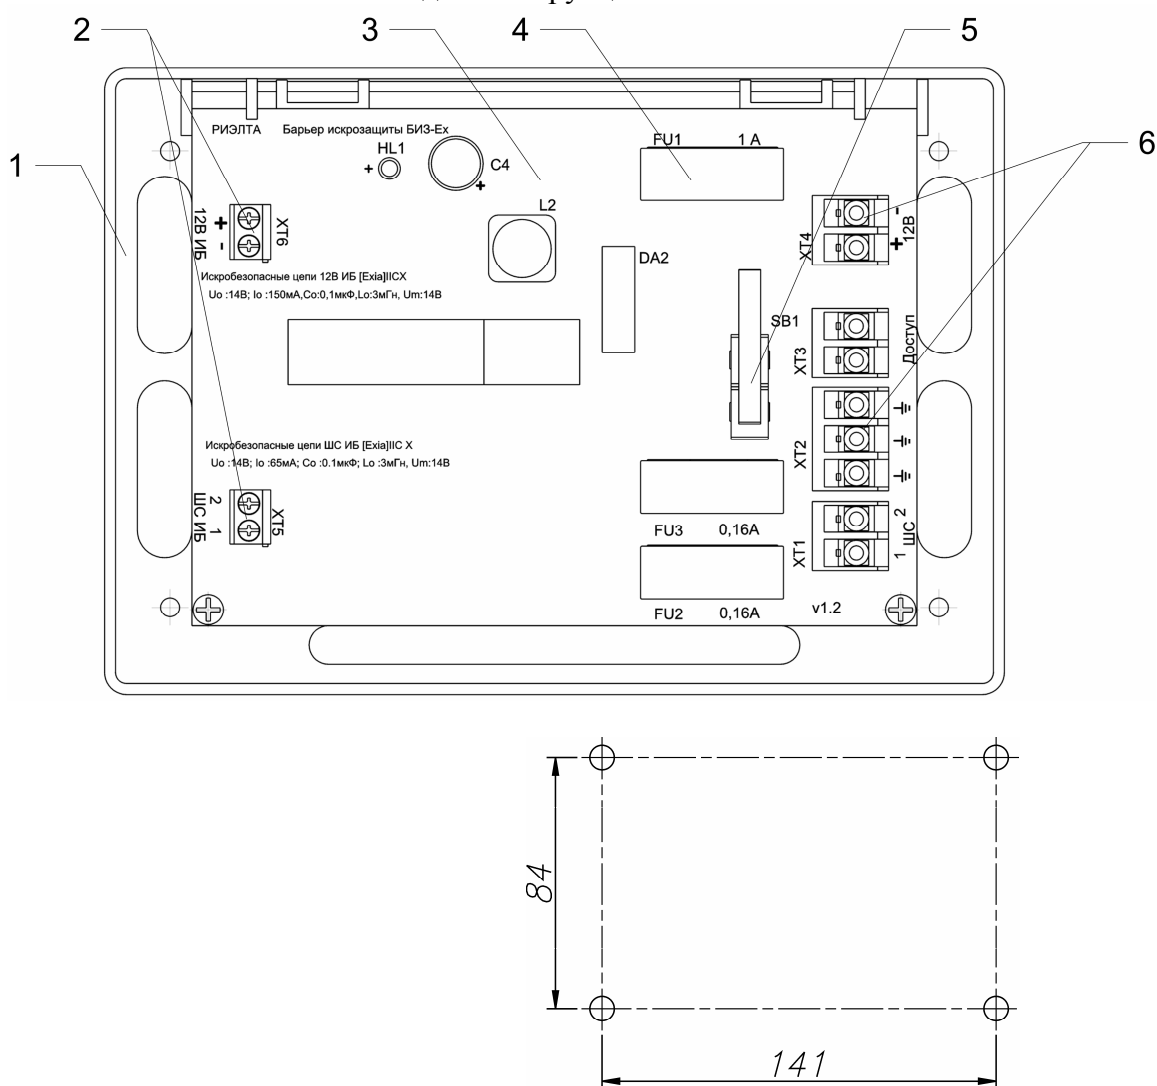 2
3
4
5
РИЭЛТА Барьер искрозащиты БИЗ-Ex
FU1 1 A
HL1
+
C4
+
1
6
L2
12В ИБ
+
-
XT6
XT4
-
+
12В
DA2
Искробезопасные цепи 12В ИБ [Exia]IICX
Uo :14В; Io :150мА,Co:0,1мкФ,Lo:3мГн, Um:14В
SB1
XT3
Доступ
XT2
Искробезопасные цепи ШС ИБ [Exia]IIC X
Uo :14В; Io :65мА; Co :0.1мкФ; Lo :3мГн, Um:14В
ШС ИБ
2
1
XT5
FU3 0,16А
XT1
1
ШС
2
FU2 0,16А
v1.2
84
141